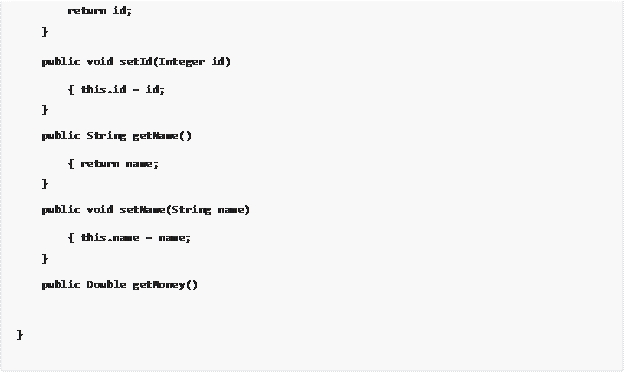 return id;
}
public void setId(Integer id)
{ this.id = id;
}
public String getName()
{ return name;
}
public void setName(String name)
{ this.name = name;
}
public Double getMoney()
}